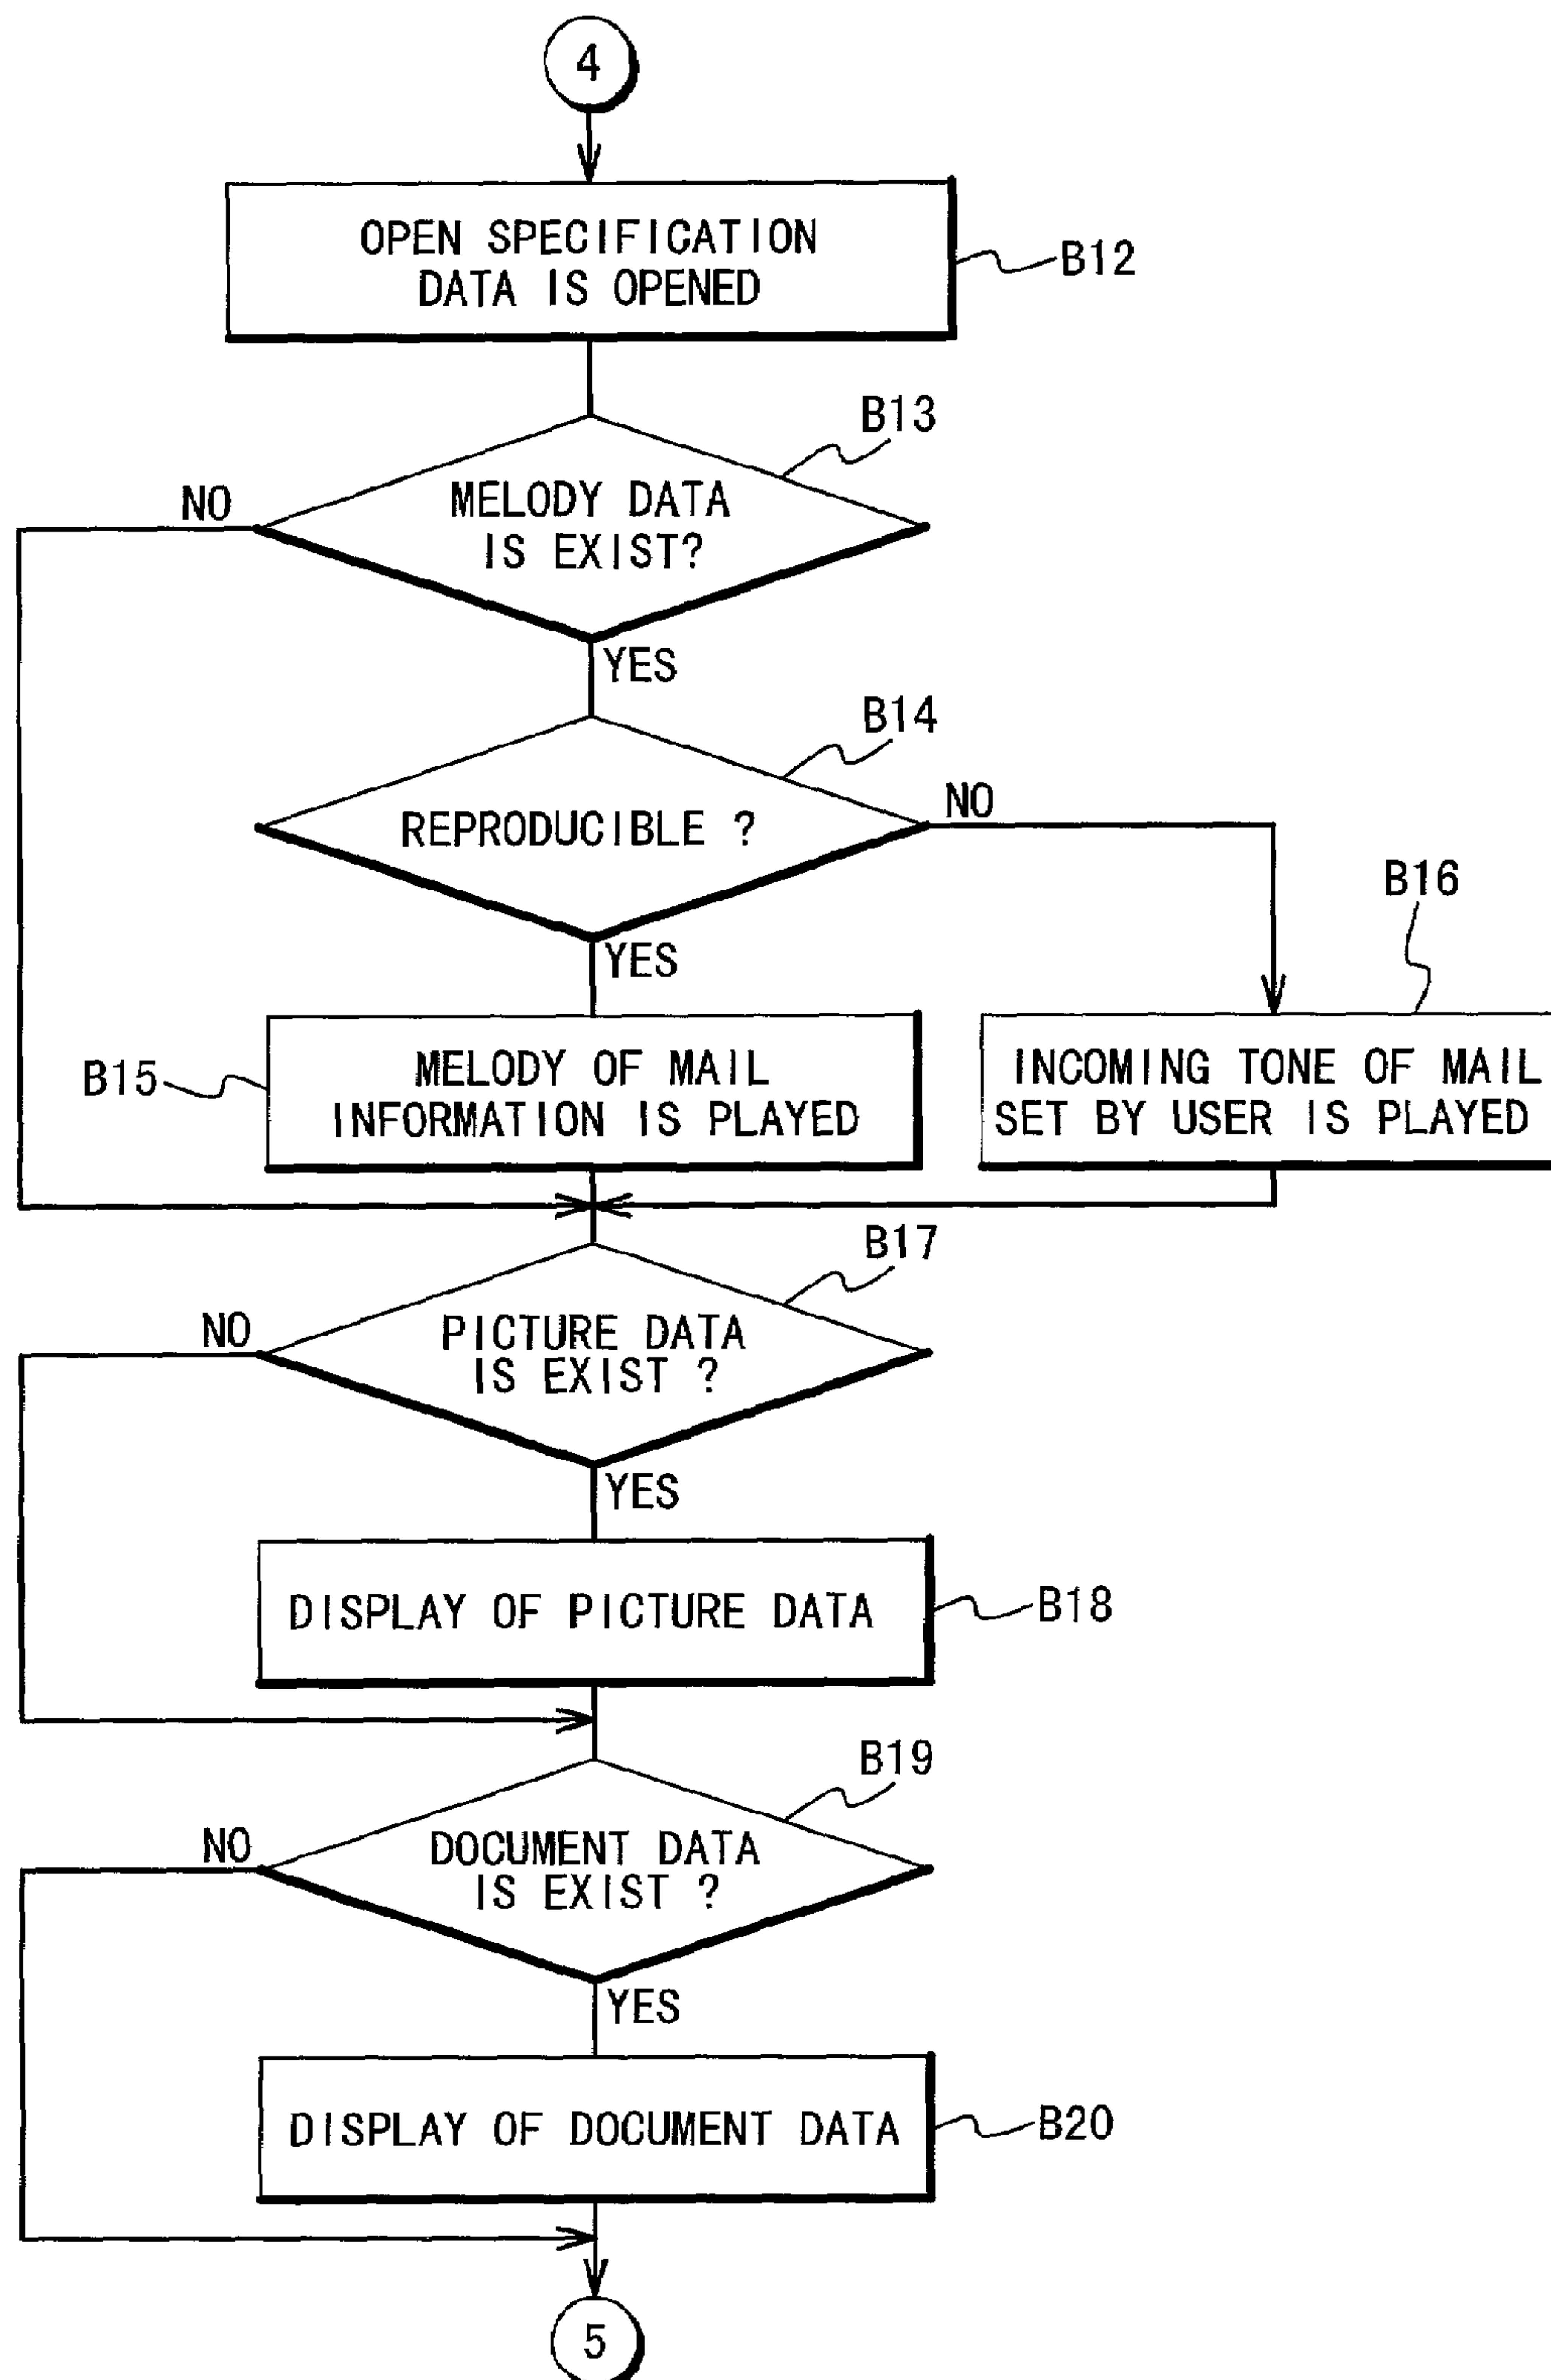 4
OPEN SPECIFICATION
DATA IS OPENED
B12
B13
NO
MELODY DATA
IS EXIST?
YES
B14
REPRODUCIBLE ?
NO
YES
B16
B15
MELODY OF MAIL
INFORMATION IS PLAYED
INCOMING TONE OF MAIL
SET BY USER IS PLAYED
B17
NO
PICTURE DATA
IS EXIST ?
YES
DISPLAY OF PICTURE DATA
B18
B19
NO
DOCUMENT DATA
IS EXIST ?
YES
DISPLAY OF DOCUMENT DATA
B20
5